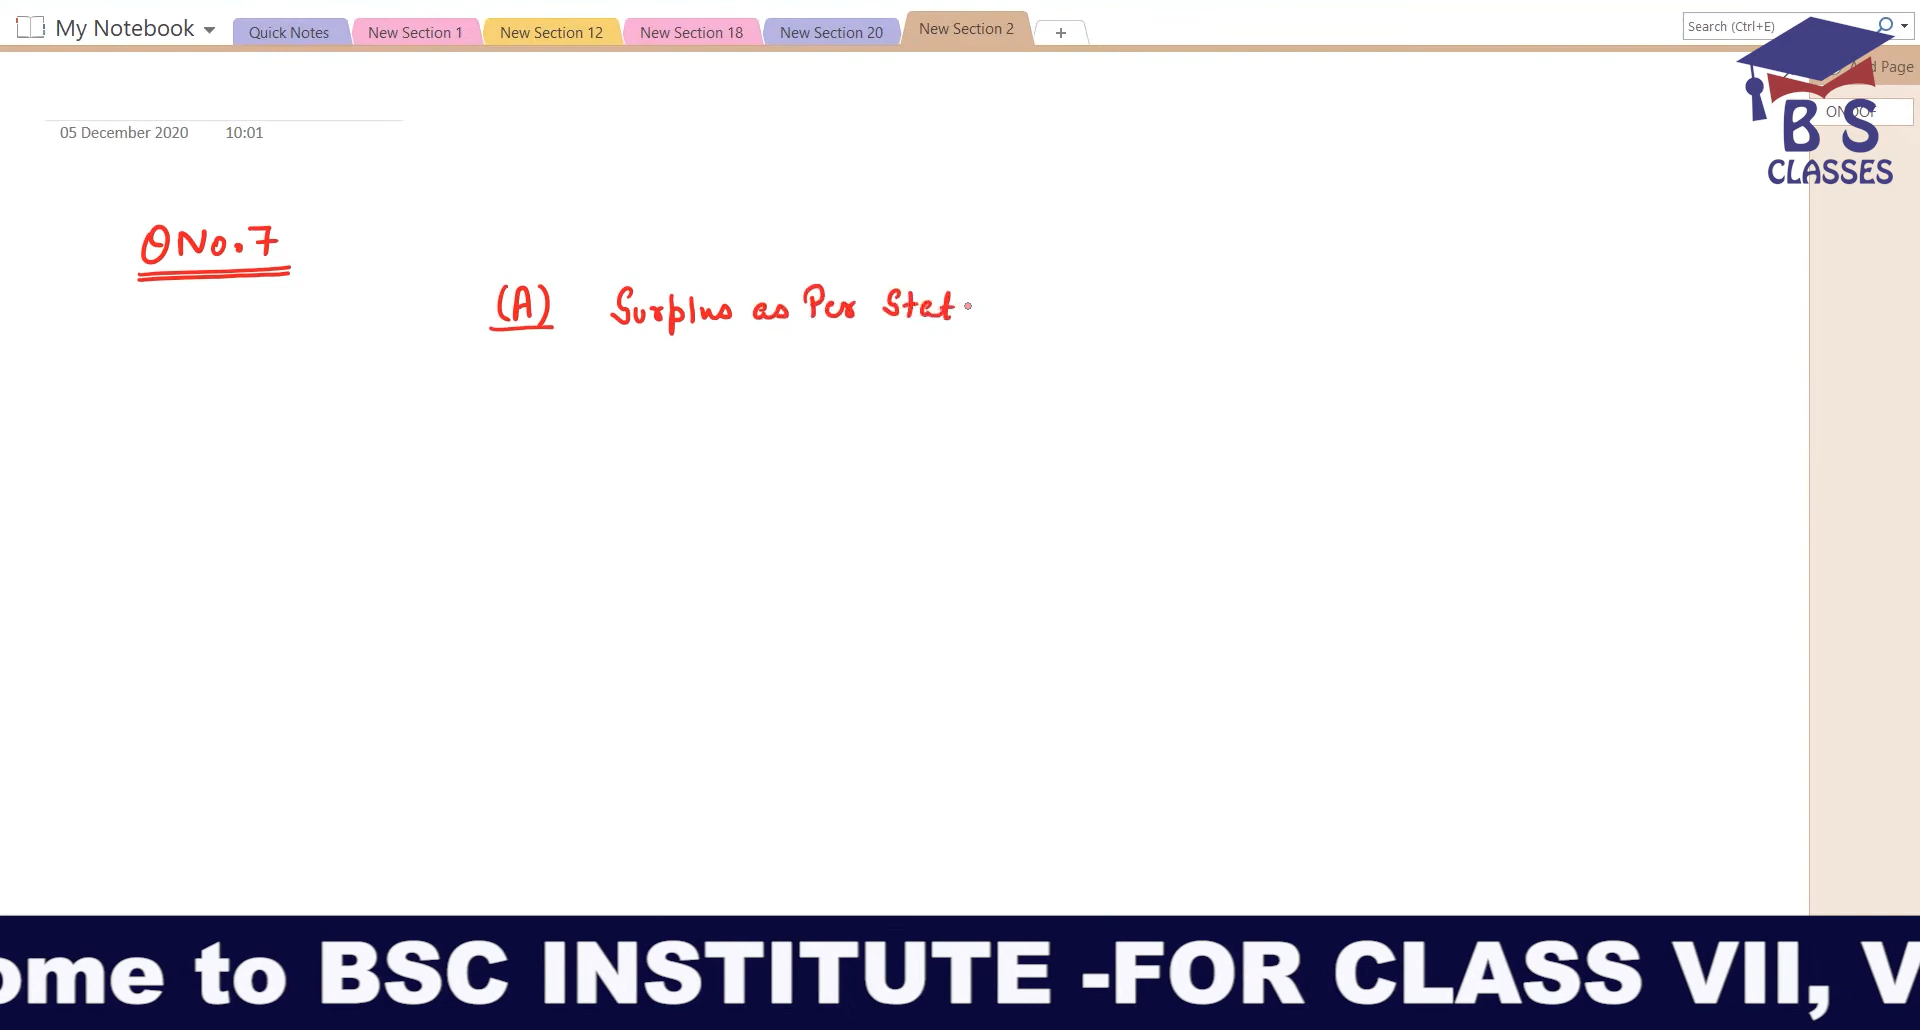 My Notebook
Quick Notes
New Section 1
New Section 12
New Section 18
New Section 20
New Section 2
+
Search (Ctrl+E)
d Page
B S
CLASSES
05 December 2020 10:01
QNo.7
(A) Surplus as Per Stat
ome to BSC INSTITUTE -FOR CLASS VII, V